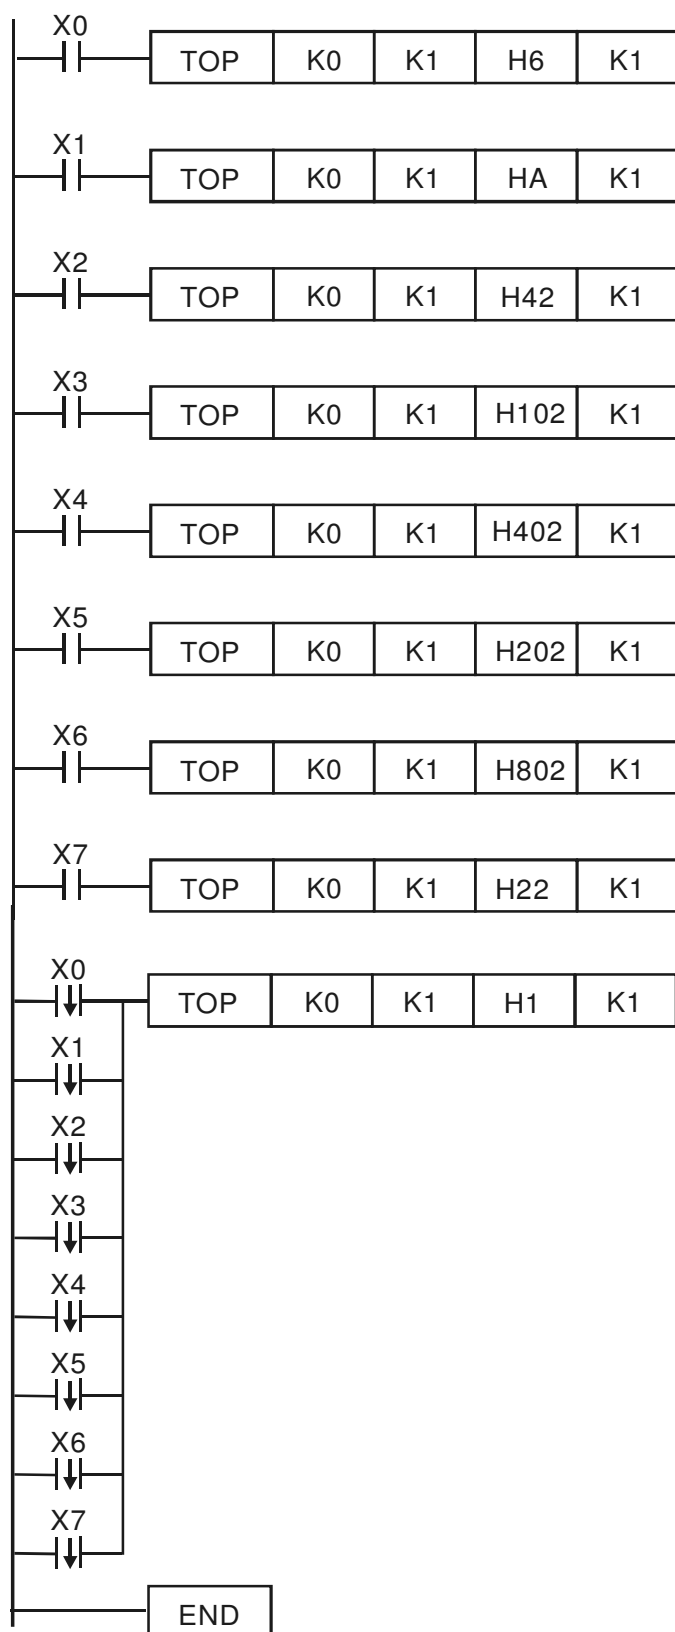 X0
TOP K0 K1 H6 K1
X1
TOP K0 K1 HA K1
X2
TOP K0 K1 H42 K1
X3
TOP K0 K1 H102 K1
X4
TOP K0 K1 H402 K1
X5
TOP K0 K1 H202 K1
X6
TOP K0 K1 H802 K1
X7
TOP K0 K1 H22 K1
X0
TOP K0 K1 H1 K1
X1
X2
X3
X4
X5
X6
X7
END